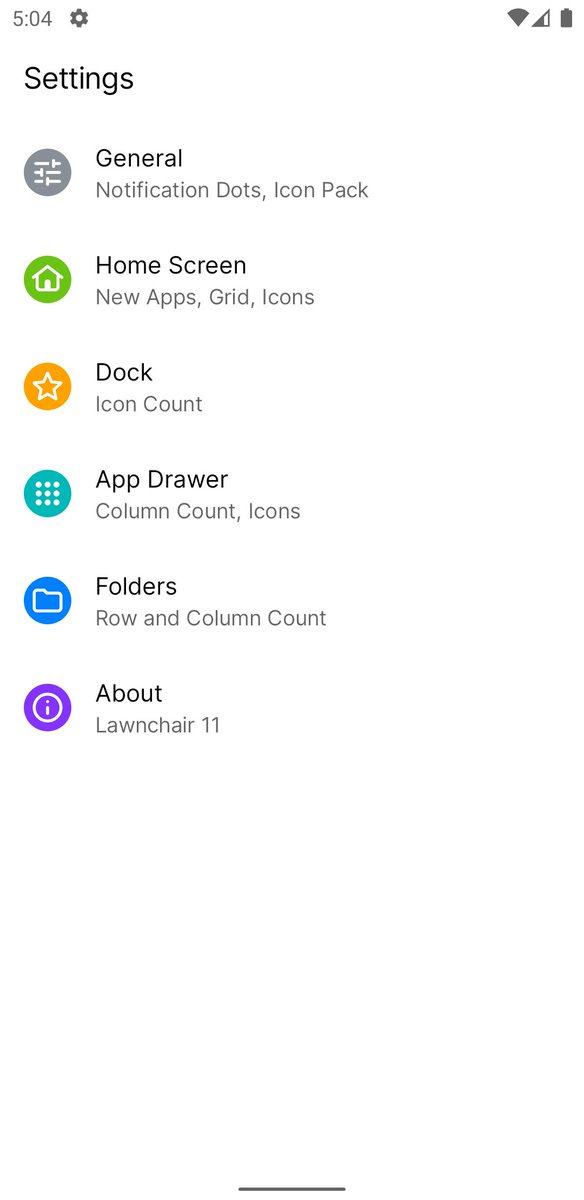 5:04
Settings
General
Notification Dots, Icon Pack
Home Screen
New Apps, Grid, Icons
Dock
Icon Count
App Drawer
Column Count, Icons
Folders
Row and Column Count
About
Lawnchair 11